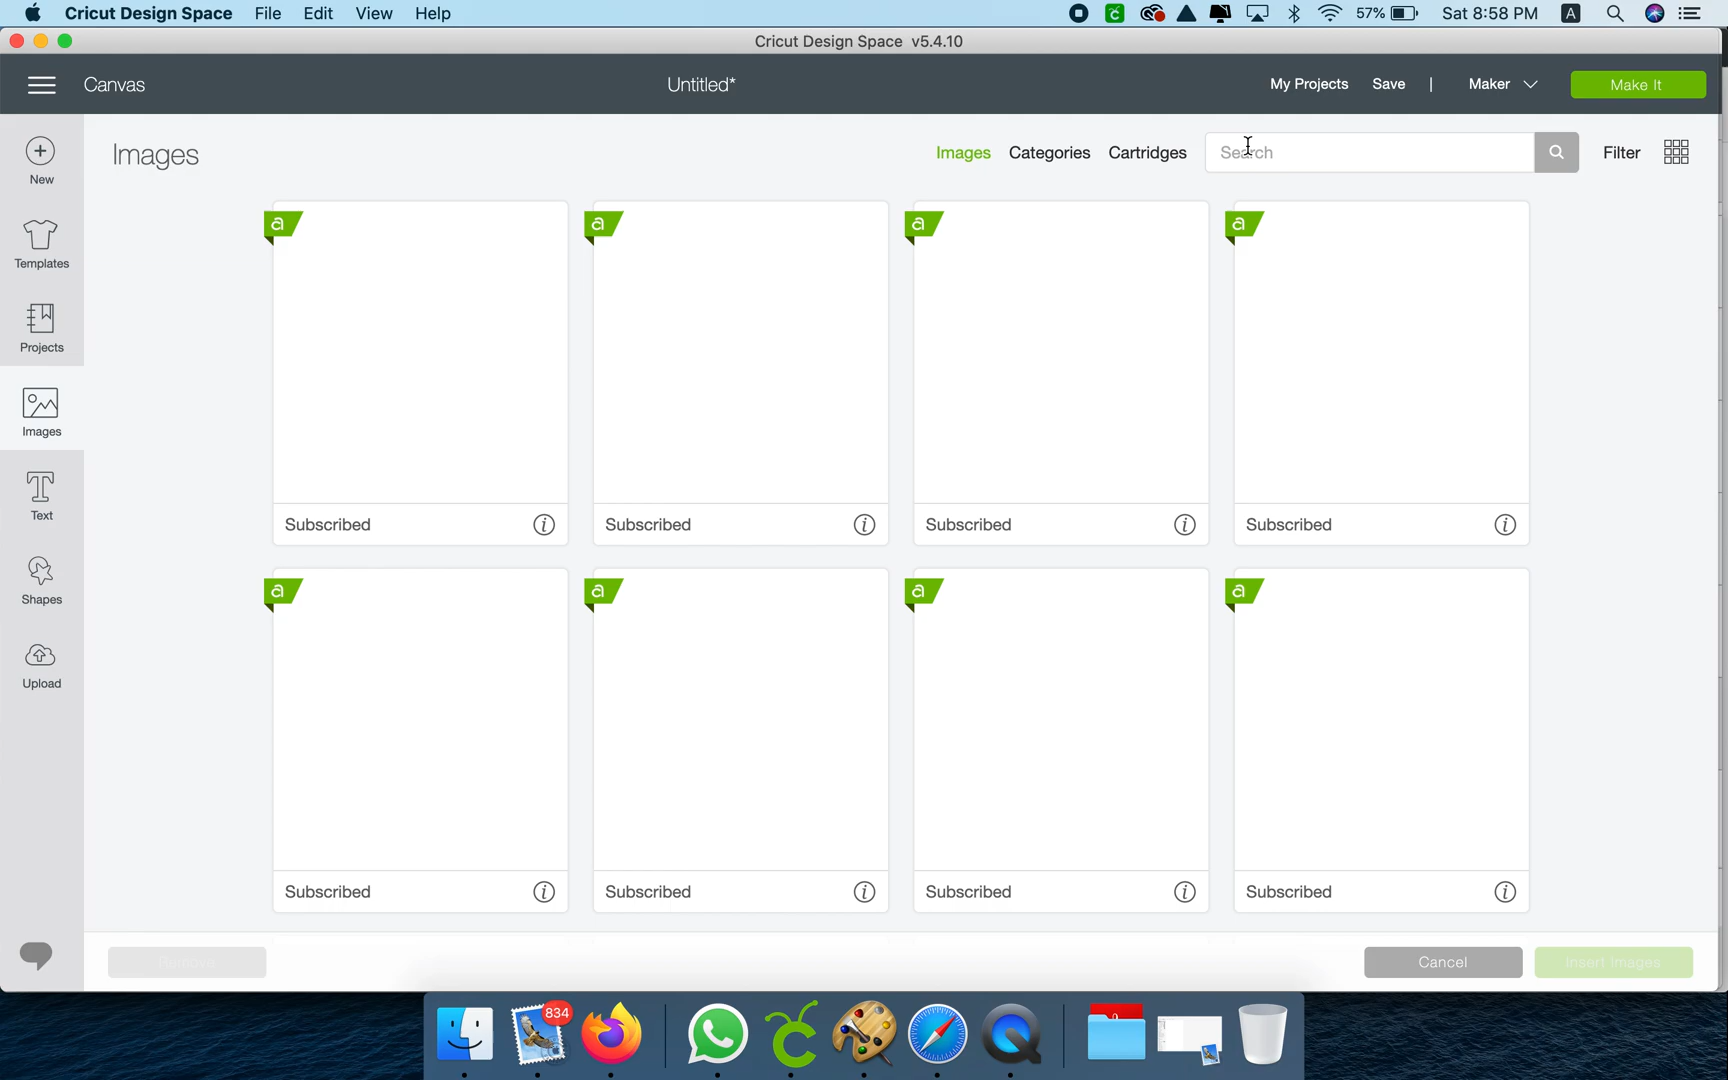 Cricut Design Space File Edit View Help 57% Sat 8:58 PM A
Cricut Design Space v5.4.10
Canvas Untitled* My Projects Save | Maker Make It
Images Images Categories Cartridges Search Filter
New
Templates
Projects
Images
Text
Shapes
Upload
a a a a
Subscribed Subscribed Subscribed Subscribed
a a a a
Subscribed Subscribed Subscribed Subscribed
Remove Cancel Insert Images
834